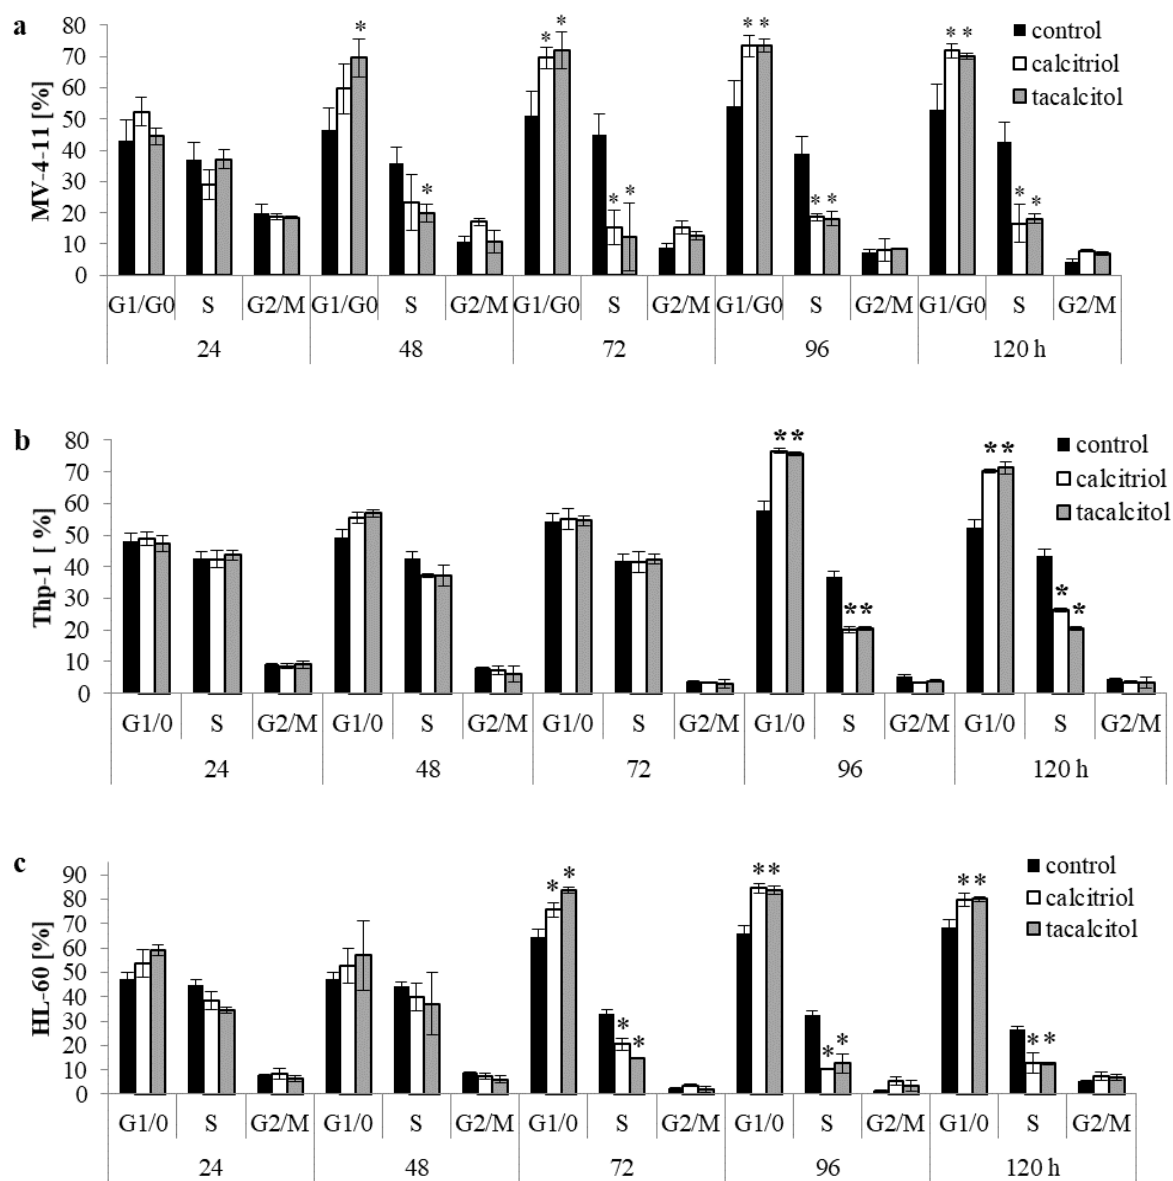 a
MV-4-11 [%]
80
70
60
50
40
30
20
10
0
* * * * * * * *
* * * * * * *
control
calcitriol
tacalcitol
G1/G0 S G2/M G1/G0 S G2/M G1/G0 S G2/M G1/G0 S G2/M G1/G0 S G2/M
24 48 72 96 120 h
b
Thp-1 [ %]
80
70
60
50
40
30
20
10
0
** **
** * *
control
calcitriol
tacalcitol
G1/0 S G2/M G1/0 S G2/M G1/0 S G2/M G1/0 S G2/M G1/0 S G2/M
24 48 72 96 120 h
c
HL-60 [%]
90
80
70
60
50
40
30
20
10
0
* * ** **
* * * * **
control
calcitriol
tacalcitol
G1/0 S G2/M G1/0 S G2/M G1/0 S G2/M G1/0 S G2/M G1/0 S G2/M
24 48 72 96 120 h